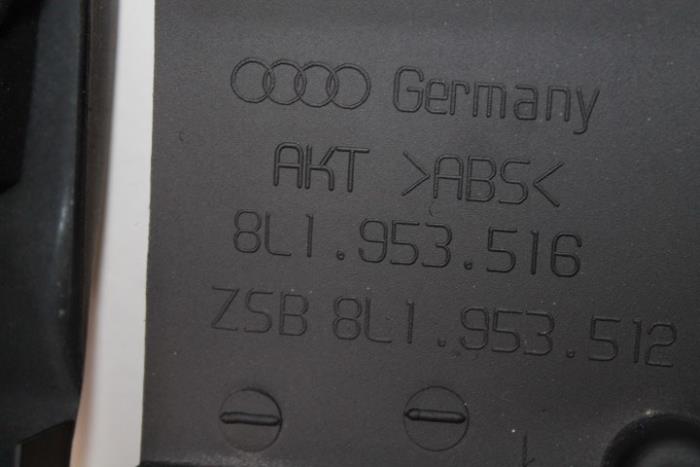 Germany
AKT >ABS<
8L1.953.516
ZSB 8L1.953.512